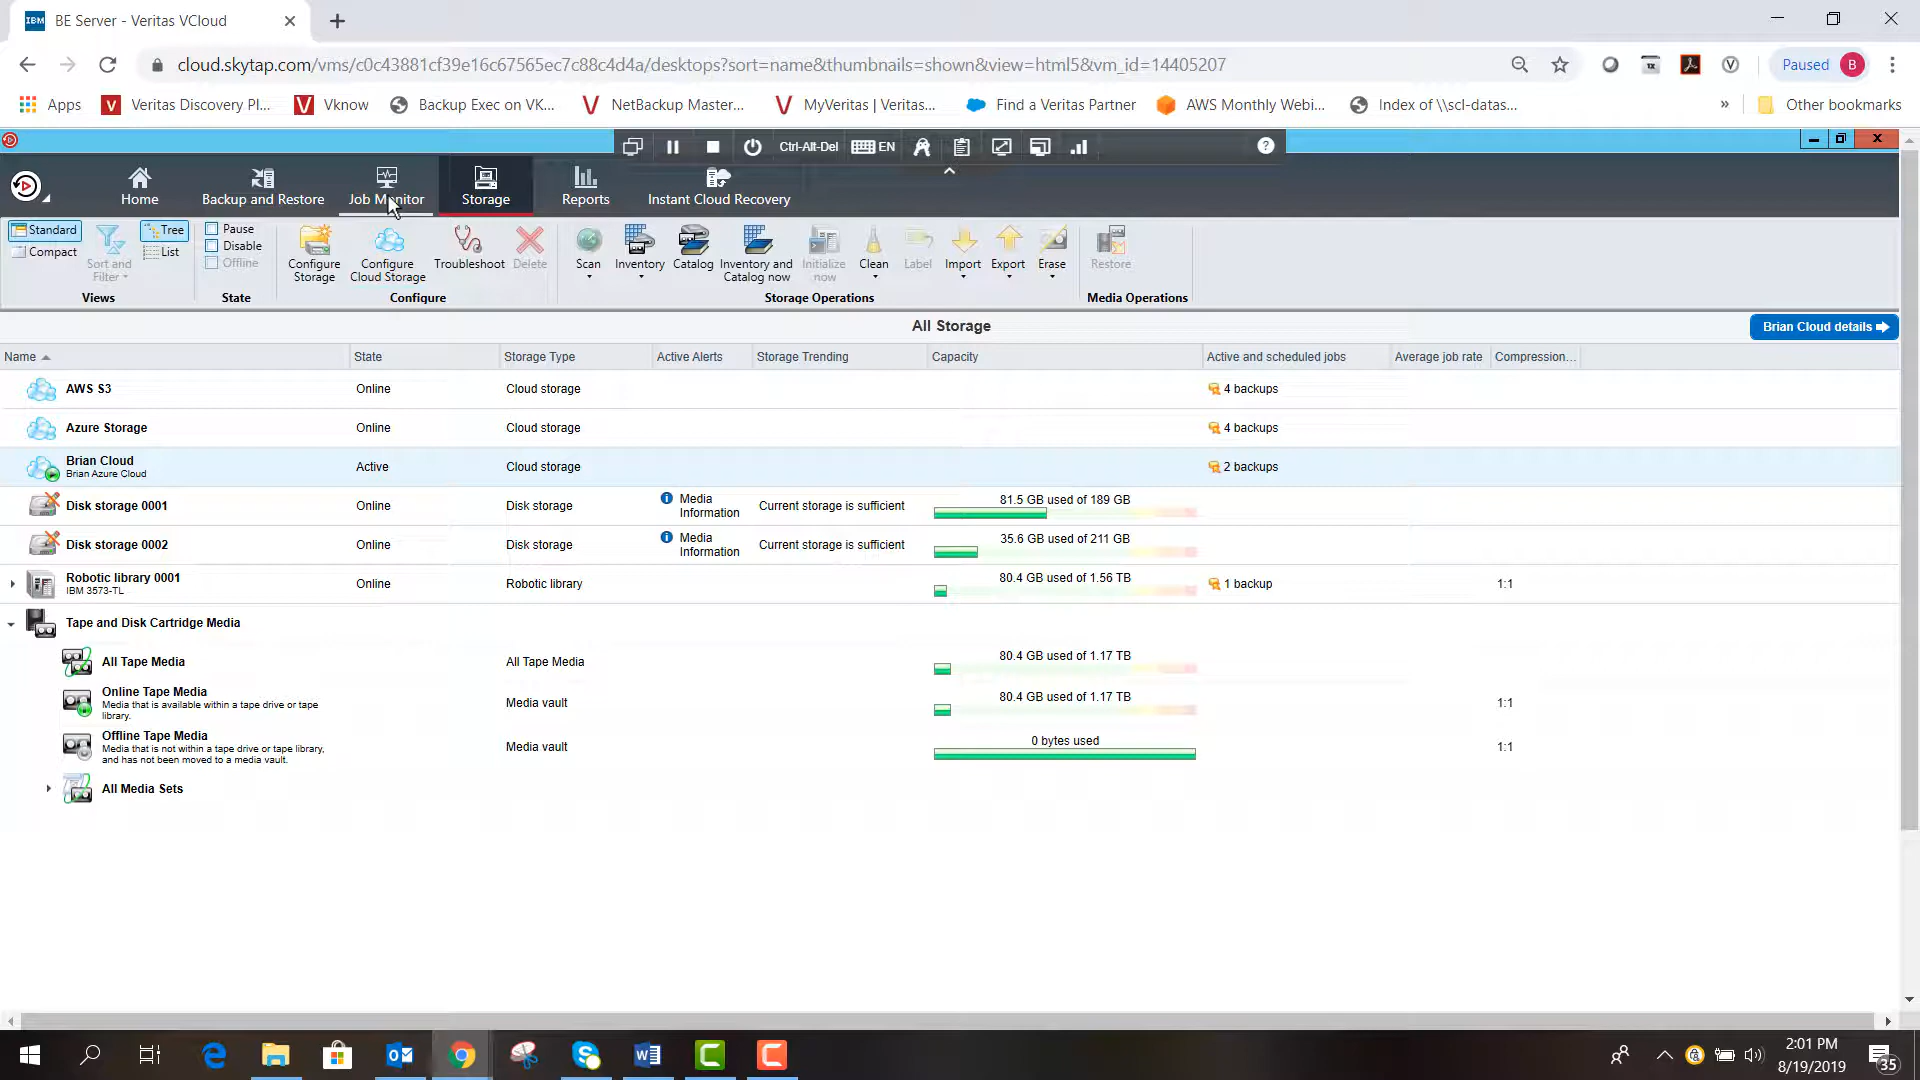 IBM BE Server - Veritas VCloud
cloud.skytap.com/vms/c0c43881cf39e16c67565ec7c88c4d4a/desktops?sort=name&thumbnails=shown&view=html5&vm_id=14405207
Paused B
Apps Veritas Discovery Pl... Vknow Backup Exec on VK... NetBackup Master... MyVeritas | Veritas... Find a Veritas Partner AWS Monthly Webi... Index of \\scl-datas... » Other bookmarks
Ctrl-Alt-Del EN
Home Backup and Restore Job Monitor Storage Reports Instant Cloud Recovery
Standard
Compact
Sort and
Filter
Tree
List
Views
Pause
Disable
Offline
State
Configure
Storage
Configure
Cloud Storage
Troubleshoot
Delete
Configure
Scan
Inventory
Catalog
Inventory and
Catalog now
Initialize
now
Clean
Label
Import
Export
Erase
Storage Operations
Restore
Media Operations
All Storage
Brian Cloud details
Name State Storage Type Active Alerts Storage Trending Capacity Active and scheduled jobs Average job rate Compression...
AWS S3 Online Cloud storage 4 backups
Azure Storage Online Cloud storage 4 backups
Brian Cloud
Brian Azure Cloud
Active Cloud storage 2 backups
Disk storage 0001 Online Disk storage
Media
Information
Current storage is sufficient 81.5 GB used of 189 GB
Disk storage 0002 Online Disk storage
Media
Information
Current storage is sufficient 35.6 GB used of 211 GB
Robotic library 0001
IBM 3573-TL
Online Robotic library 80.4 GB used of 1.56 TB 1 backup 1:1
Tape and Disk Cartridge Media
All Tape Media All Tape Media 80.4 GB used of 1.17 TB
Online Tape Media
Media that is available within a tape drive or tape
library.
Media vault 80.4 GB used of 1.17 TB 1:1
Offline Tape Media
Media that is not within a tape drive or tape library,
and has not been moved to a media vault.
Media vault 0 bytes used 1:1
All Media Sets
2:01 PM
8/19/2019
35